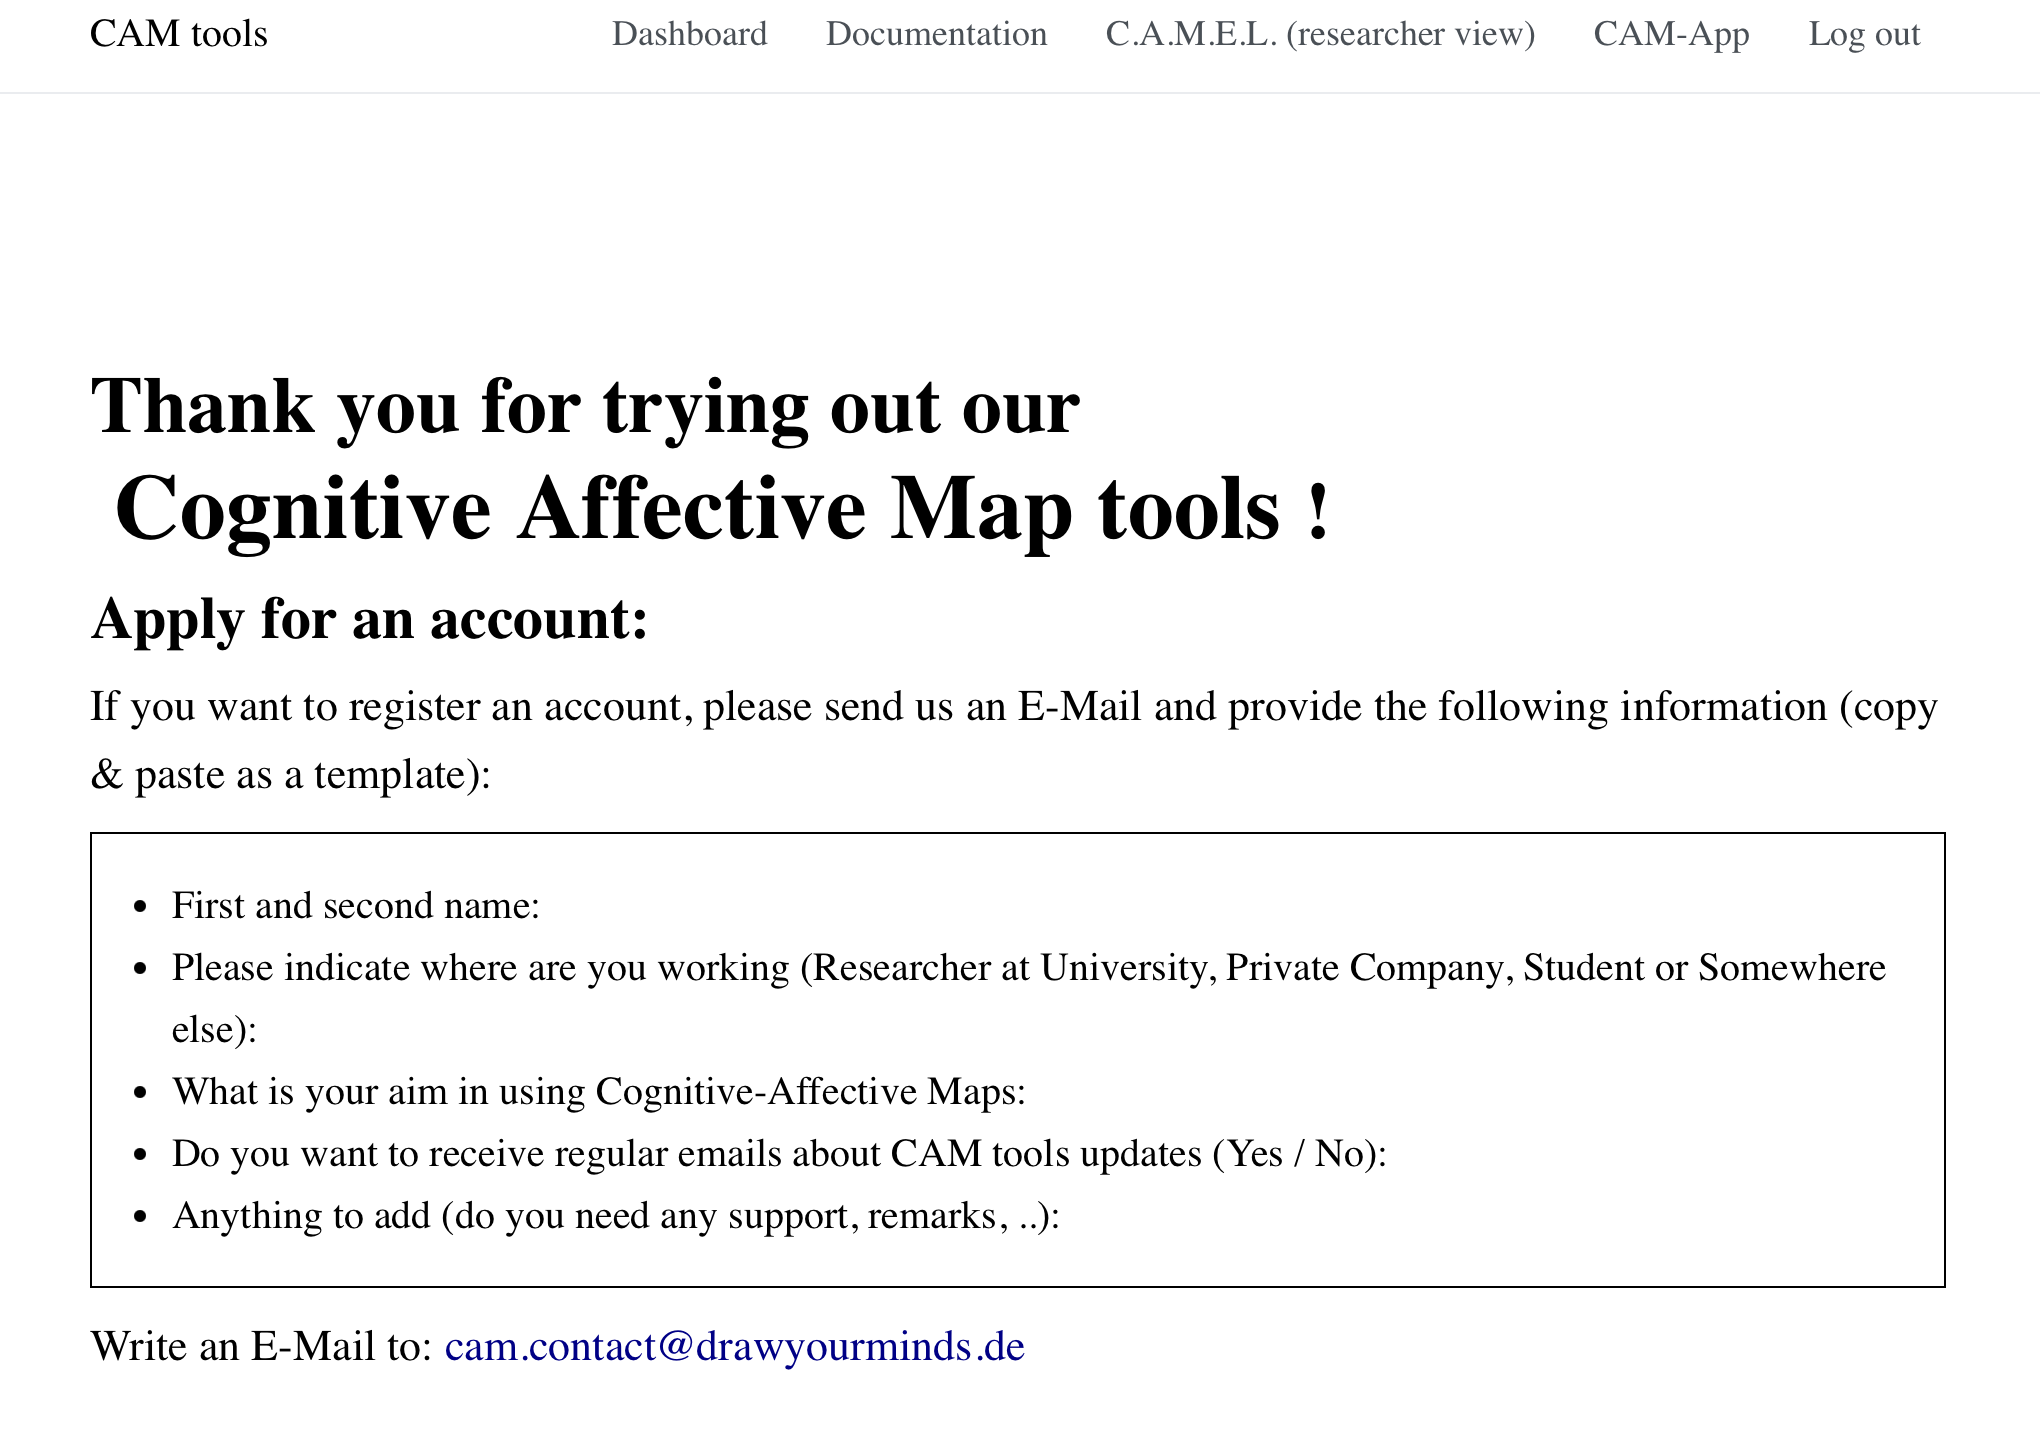 CAM tools Dashboard Documentation C.A.M.E.L. (researcher view) CAM-App Log out
Thank you for trying out our
Cognitive Affective Map tools !
Apply for an account:
If you want to register an account, please send us an E-Mail and provide the following information (copy
& paste as a template):
• First and second name:
• Please indicate where are you working (Researcher at University, Private Company, Student or Somewhere
else):
• What is your aim in using Cognitive-Affective Maps:
• Do you want to receive regular emails about CAM tools updates (Yes / No):
• Anything to add (do you need any support, remarks, ..):
Write an E-Mail to: cam.contact@drawyourminds.de